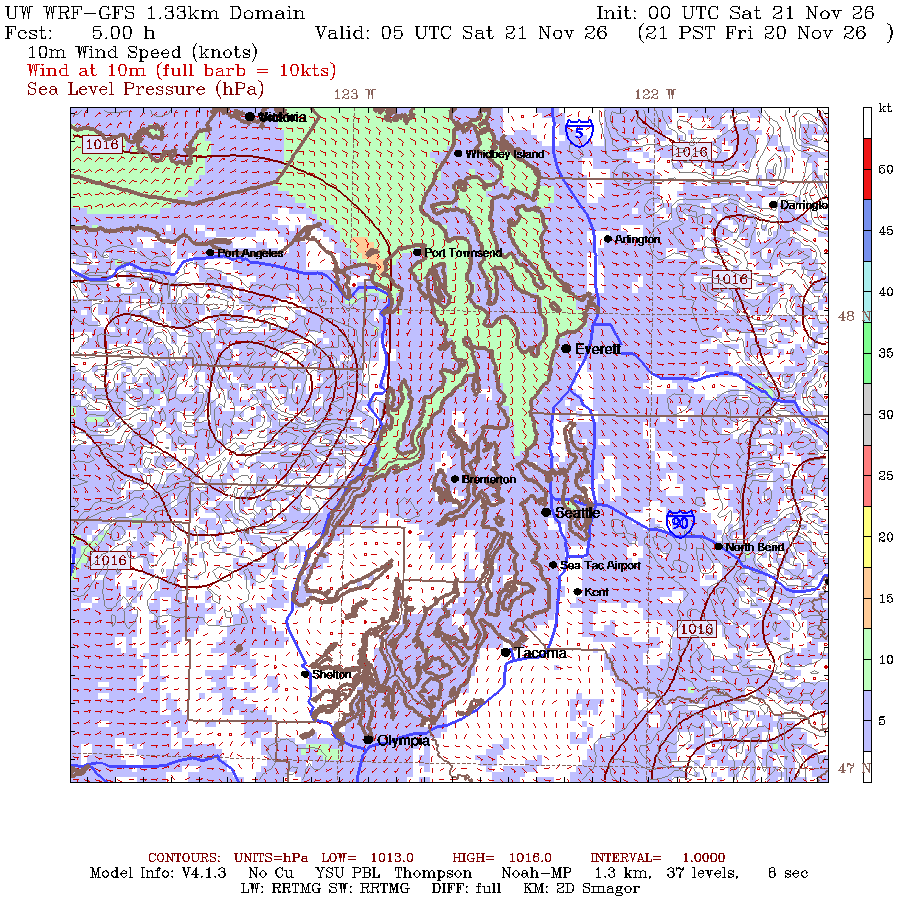 UW WRF-GFS 1.33km Domain Init: 00 UTC Sat 21 Nov 26
Fcst: 5.00 h Valid: 05 UTC Sat 21 Nov 26 (21 PST Fri 20 Nov 26 )
10m Wind Speed (knots)
Wind at 10m (full barb = 10kts)
Sea Level Pressure (hPa)
123 W 122 W
kt
Victoria
5
1016
Whidbey Island
1016
50
Darringto
Arlington
45
Port Angeles
Port Townsend
1016
40
48 N
Everett
35
30
Bremerton
25
Seattle
90
20
North Bend
1016
Sea Tac Airport
Kent
15
1016
Tacoma
10
Shelton
5
Olympia
47 N
CONTOURS: UNITS=hPa LOW= 1013.0 HIGH= 1016.0 INTERVAL= 1.0000
Model Info: V4.1.3 No Cu YSU PBL Thompson Noah-MP 1.3 km, 37 levels, 8 sec
LW: RRTMG SW: RRTMG DIFF: full KM: 2D Smagor